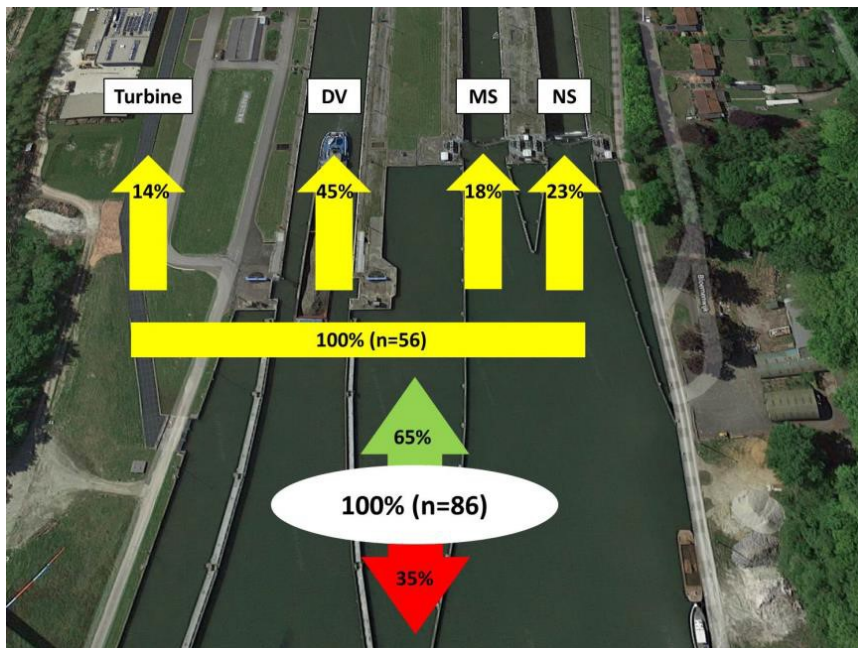 Turbine
DV
MS
NS
14%
45%
18%
23%
100% (n=56)
65%
100% (n=86)
35%